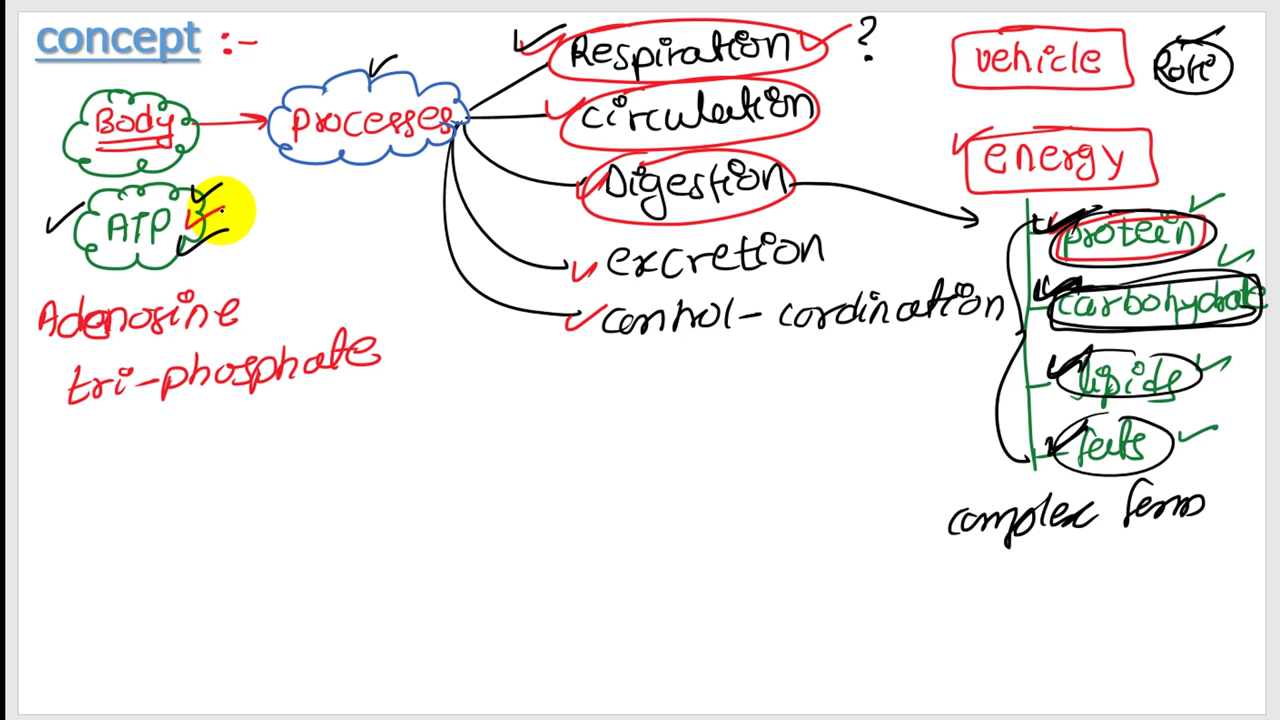 concept :-
Body
Processes
ATP
Adenosine
tri-phosphate
Respiration ?
circulation
Digestion
excretion
control-cordination
vehicle
Roti
energy
protein
carbohydrate
lipids
fats
complex form